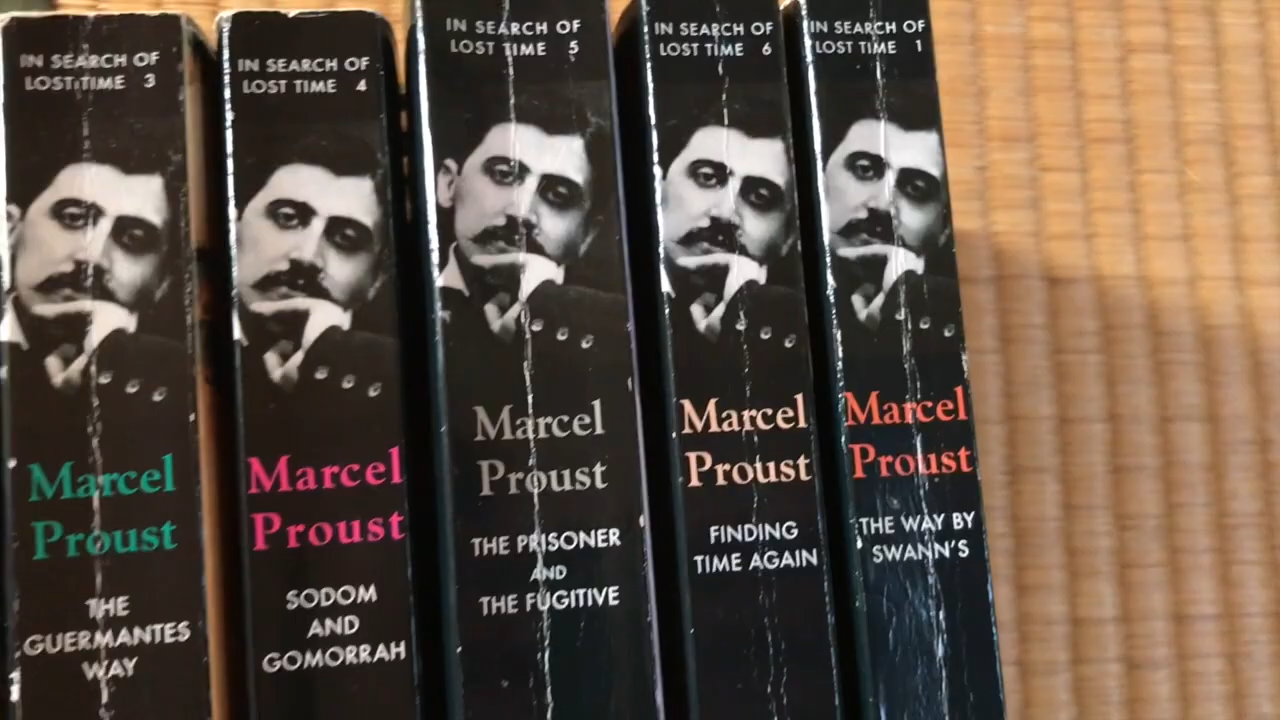 IN SEARCH OF
LOST TIME 3
Marcel
Proust
THE
GUERMANTES
WAY
IN SEARCH OF
LOST TIME 4
Marcel
Proust
SODOM
AND
GOMORRAH
IN SEARCH OF
LOST TIME 5
Marcel
Proust
THE PRISONER
AND
THE FUGITIVE
IN SEARCH OF
LOST TIME 6
Marcel
Proust
FINDING
TIME AGAIN
IN SEARCH OF
LOST TIME 1
Marcel
Proust
THE WAY BY
SWANN'S